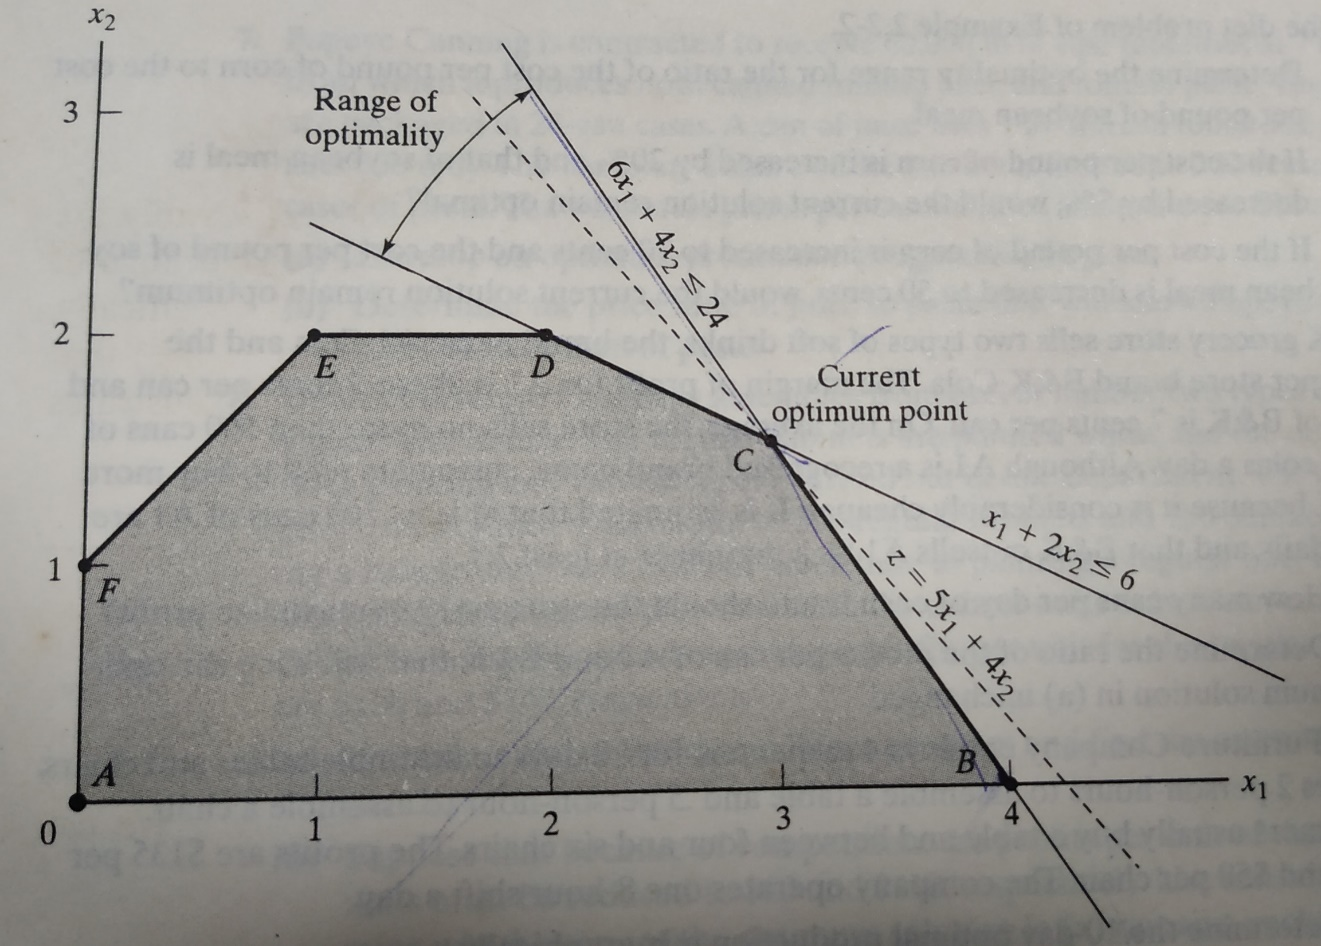 x₂
3
Range of
optimality
6x₁ + 4x₂ ≤ 24
2
E
D
Current
optimum point
C
x₁ + 2x₂ ≤ 6
1
F
z = 5x₁ + 4x₂
A
B
x₁
0
1
2
3
4